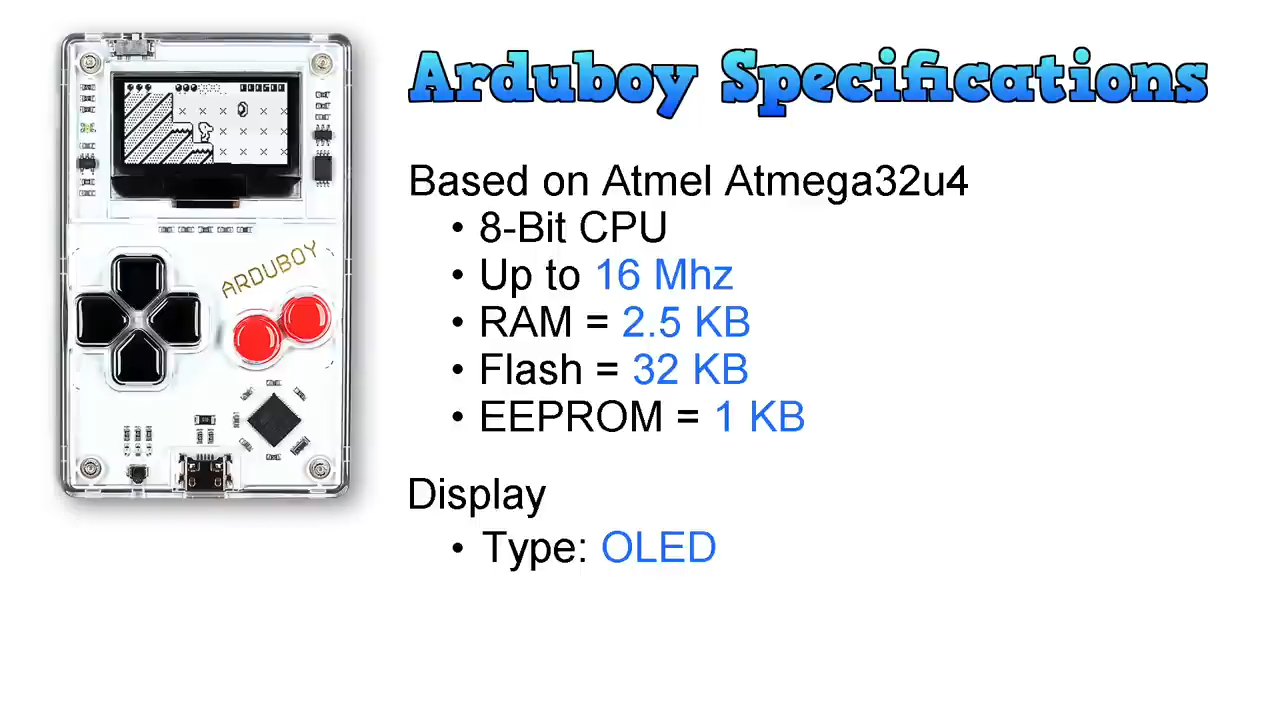 Arduboy Specifications
ARDUBOY
Based on Atmel Atmega32u4
• 8-Bit CPU
• Up to 16 Mhz
• RAM = 2.5 KB
• Flash = 32 KB
• EEPROM = 1 KB
Display
• Type: OLED